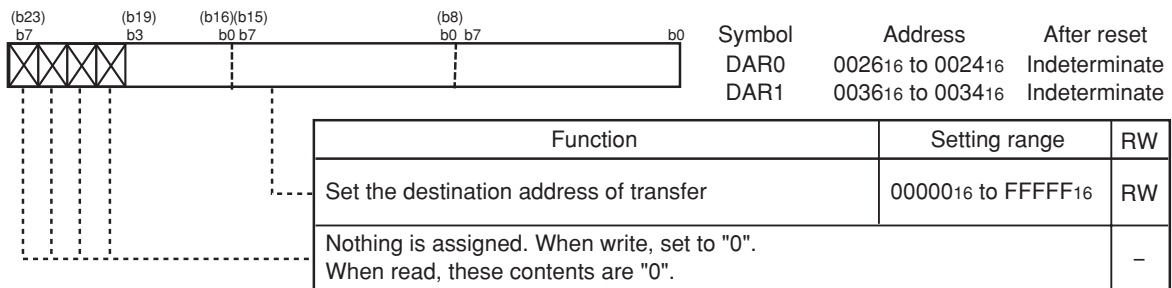 (b23) (b19) (b16)(b15) (b8)
b7 b3 b0 b7 b0 b7 b0
Symbol Address After reset
DAR0 002616 to 002416 Indeterminate
DAR1 003616 to 003416 Indeterminate
Function Setting range RW
Set the destination address of transfer 0000016 to FFFFF16 RW
Nothing is assigned. When write, set to "0".
When read, these contents are "0". –